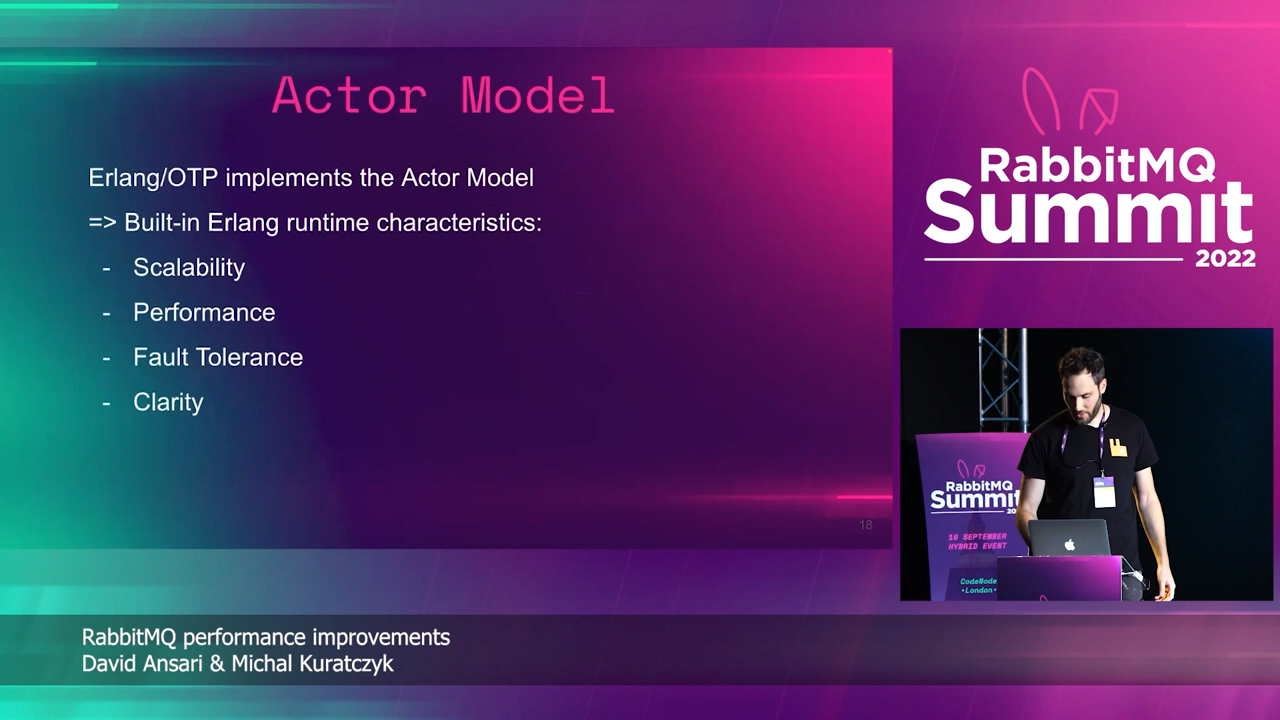 Actor Model
Erlang/OTP implements the Actor Model
=> Built-in Erlang runtime characteristics:
- Scalability
- Performance
- Fault Tolerance
- Clarity
18
RabbitMQ
Summit
2022
RabbitMQ
Summit
20
16 SEPTEMBER
HYBRID EVENT
CodeNode
•London•
RabbitMQ performance improvements
David Ansari & Michal Kuratczyk